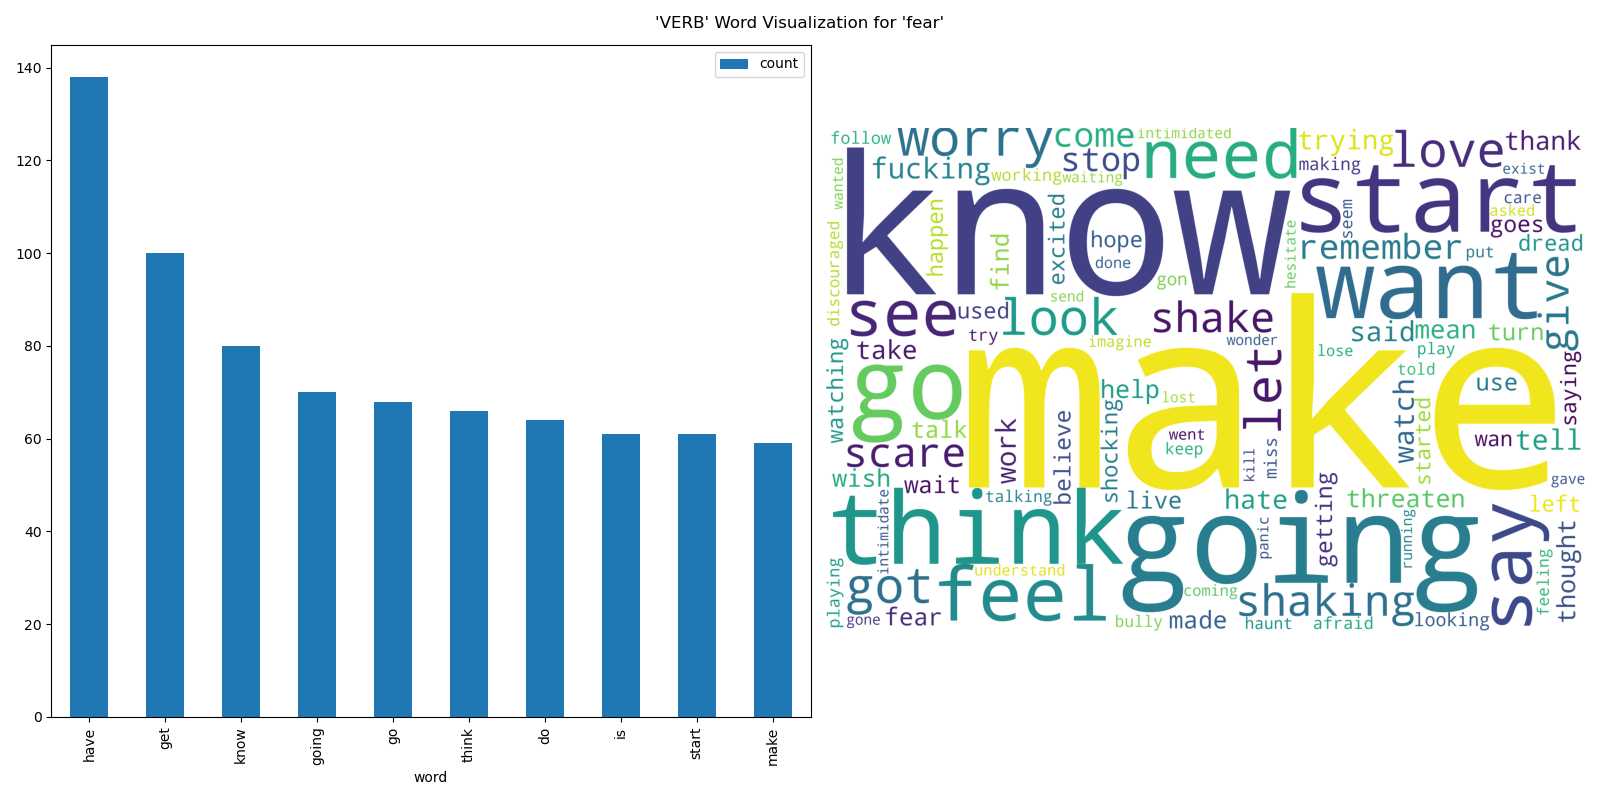 'VERB' Word Visualization for 'fear'
count
140
120
100
80
60
40
20
0
have
get
know
going
go
think
do
is
start
make
word
follow
worry
come
intimidated
need
trying
love
thank
wanted
know
fucking
working
waiting
stop
making
start
exist
care
asked
goes
seem
happen
find
excited
hope
done
gon
hesitate
remember
put
dread
discouraged
send
want
give
see
used
look
shake
said
mean
turn
try
take
imagine
wonder
lose
play
told
watching
go
make
help
lost
let
watch
use
saying
talk
work
believe
shocking
went
keep
started
wan
tell
scare
kill
miss
wish
wait
talking
live
hate
getting
threaten
gave
left
intimidate
think
going
panic
running
say
thought
understand
playing
got
feel
coming
shaking
feeling
gone
fear
bully
made
haunt
afraid
looking